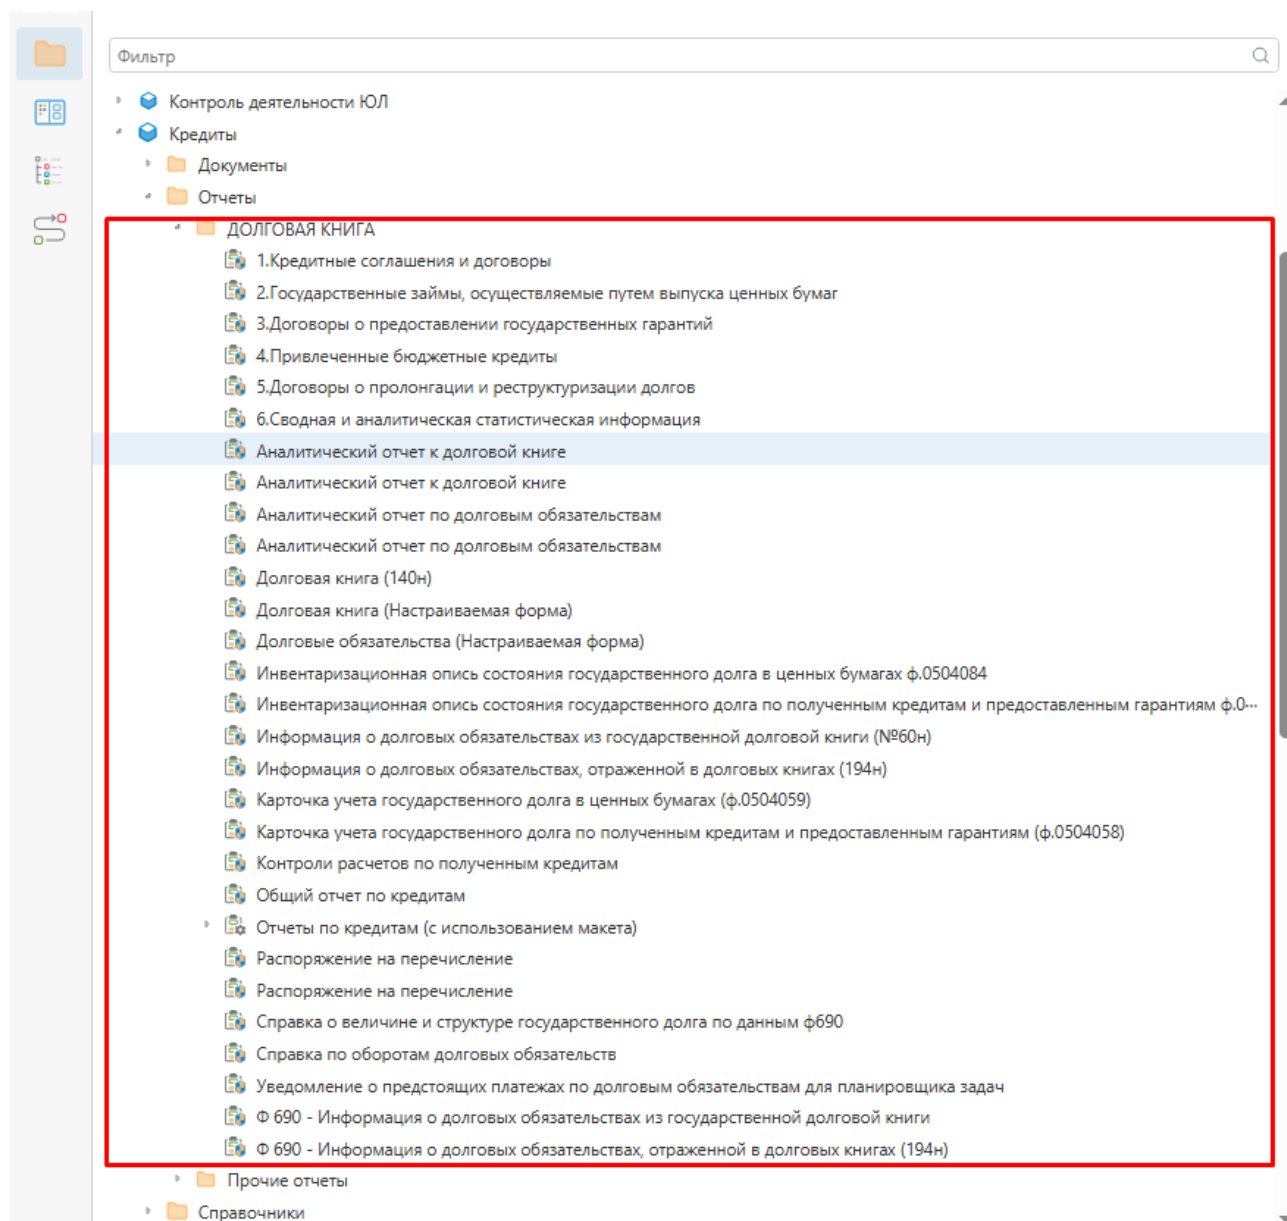 Фильтр
Контроль деятельности ЮЛ
Кредиты
Документы
Отчеты
ДОЛГОВАЯ КНИГА
1.Кредитные соглашения и договоры
2.Государственные займы, осуществляемые путем выпуска ценных бумаг
3.Договоры о предоставлении государственных гарантий
4.Привлеченные бюджетные кредиты
5.Договоры о пролонгации и реструктуризации долгов
6.Сводная и аналитическая статистическая информация
Аналитический отчет к долговой книге
Аналитический отчет к долговой книге
Аналитический отчет по долговым обязательствам
Аналитический отчет по долговым обязательствам
Долговая книга (140н)
Долговая книга (Настраиваемая форма)
Долговые обязательства (Настраиваемая форма)
Инвентаризационная опись состояния государственного долга в ценных бумагах ф.0504084
Инвентаризационная опись состояния государственного долга по полученным кредитам и предоставленным гарантиям ф.0···
Информация о долговых обязательствах из государственной долговой книги (№60н)
Информация о долговых обязательствах, отраженной в долговых книгах (194н)
Карточка учета государственного долга в ценных бумагах (ф.0504059)
Карточка учета государственного долга по полученным кредитам и предоставленным гарантиям (ф.0504058)
Контроли расчетов по полученным кредитам
Общий отчет по кредитам
Отчеты по кредитам (с использованием макета)
Распоряжение на перечисление
Распоряжение на перечисление
Справка о величине и структуре государственного долга по данным ф690
Справка по оборотам долговых обязательств
Уведомление о предстоящих платежах по долговым обязательствам для планировщика задач
Ф 690 - Информация о долговых обязательствах из государственной долговой книги
Ф 690 - Информация о долговых обязательствах, отраженной в долговых книгах (194н)
Прочие отчеты
Справочники